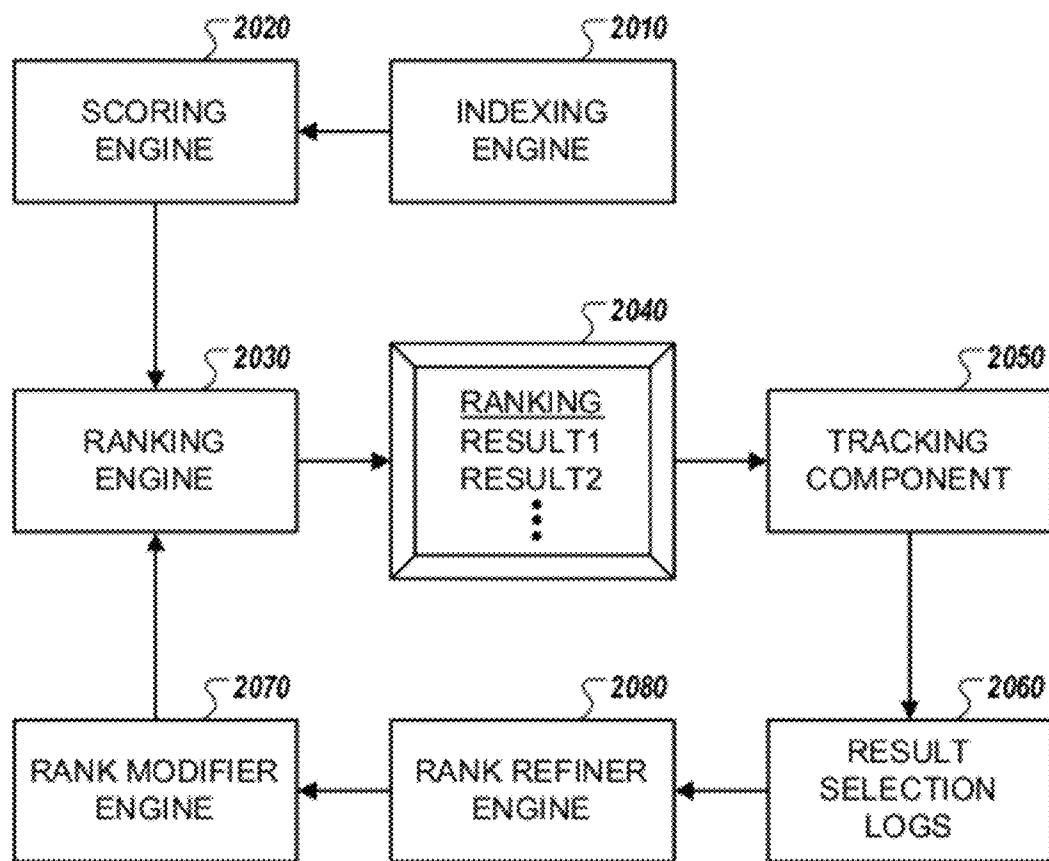 2020
SCORING
ENGINE
2010
INDEXING
ENGINE
2030
RANKING
ENGINE
2040
RANKING
RESULT1
RESULT2
2050
TRACKING
COMPONENT
2070
RANK MODIFIER
ENGINE
2080
RANK REFINER
ENGINE
2060
RESULT
SELECTION
LOGS